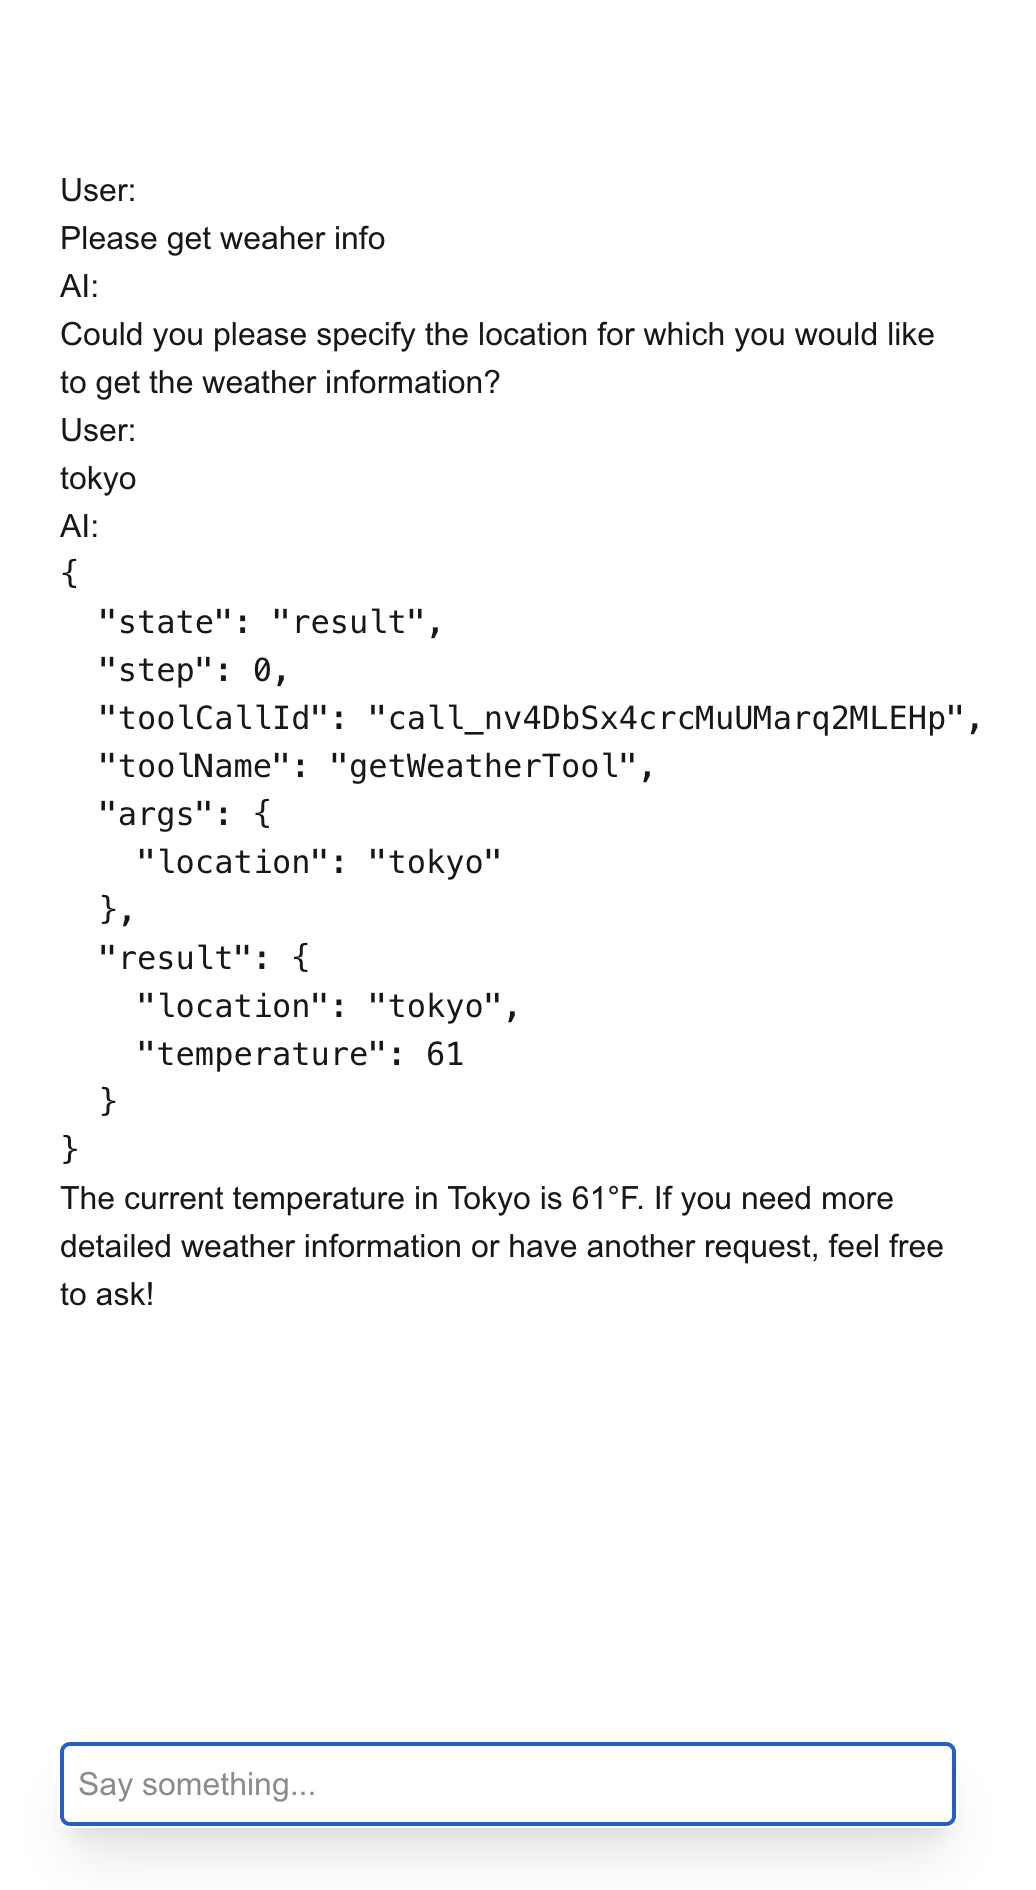 User:
Please get weaher info
AI:
Could you please specify the location for which you would like
to get the weather information?
User:
tokyo
AI:
{
  "state": "result",
  "step": 0,
  "toolCallId": "call_nv4DbSx4crcMuUMarq2MLEHp",
  "toolName": "getWeatherTool",
  "args": {
    "location": "tokyo"
  },
  "result": {
    "location": "tokyo",
    "temperature": 61
  }
}
The current temperature in Tokyo is 61°F. If you need more
detailed weather information or have another request, feel free
to ask!
Say something...